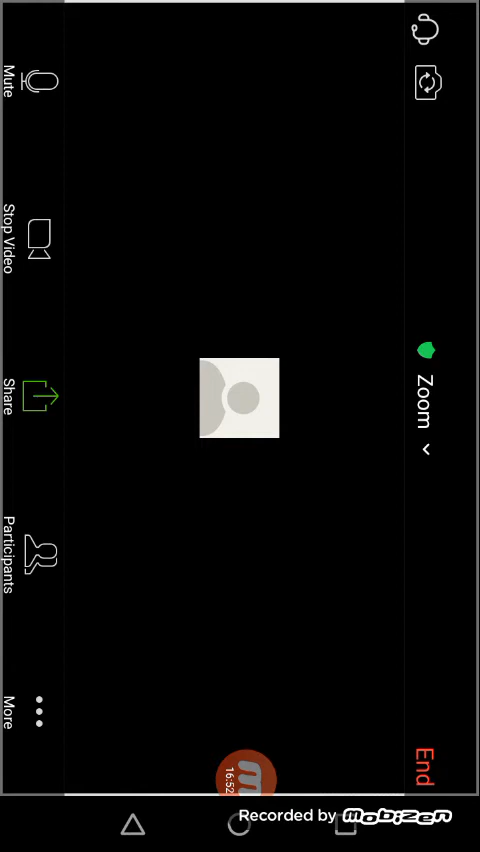 Zoom
End
Mute
Stop Video
Share
Participants
More
m
16:52
Recorded by mobizen